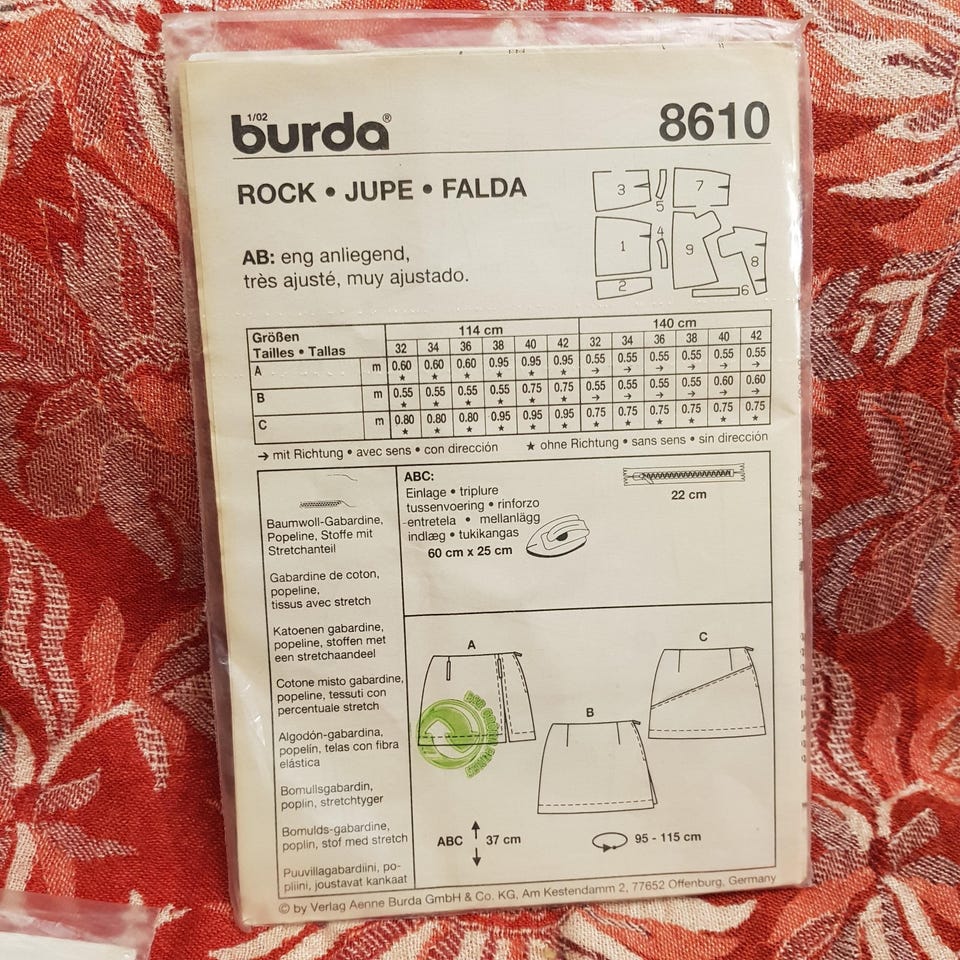 1/02
burda® 8610
ROCK • JUPE • FALDA
3 7
5
4
1 9 8
2 6
AB: eng anliegend,
très ajusté, muy ajustado.
Größen 114 cm 140 cm
Tailles • Tallas 32 34 36 38 40 42 32 34 36 38 40 42
A m 0.60 0.60 0.60 0.95 0.95 0.95 0.55 0.55 0.55 0.55 0.55 0.55
★ ★ ★ ★ ★ ★ → → → → → →
B m 0.55 0.55 0.55 0.55 0.75 0.75 0.55 0.55 0.55 0.55 0.60 0.60
★ ★ ★ ★ ★ ★ → → → → → →
C m 0.80 0.80 0.80 0.95 0.95 0.95 0.75 0.75 0.75 0.75 0.75 0.75
★ ★ ★ ★ ★ ★ ★ ★ ★ ★ ★ ★
→ mit Richtung • avec sens • con dirección ★ ohne Richtung • sans sens • sin dirección
Baumwoll-Gabardine,
Popeline, Stoffe mit
Stretchanteil
Gabardine de coton,
popeline,
tissus avec stretch
Katoenen gabardine,
popeline, stoffen met
een stretchaandeel
Cotone misto gabardine,
popeline, tessuti con
percentuale stretch
Algodón-gabardina,
popelín, telas con fibra
elástica
Bomullsgabardin,
poplin, stretchtyger
Bomulds-gabardine,
poplin, stof med stretch
Puuvillagabardiini, po-
pliini, joustavat kankaat
ABC:
Einlage • triplure
tussenvoering • rinforzo
entretela • mellanlägg
indlæg • tukikangas
60 cm x 25 cm
22 cm
A
B
C
ABC 37 cm
95 - 115 cm
© by Verlag Aenne Burda GmbH & Co. KG, Am Kestendamm 2, 77652 Offenburg, Germany